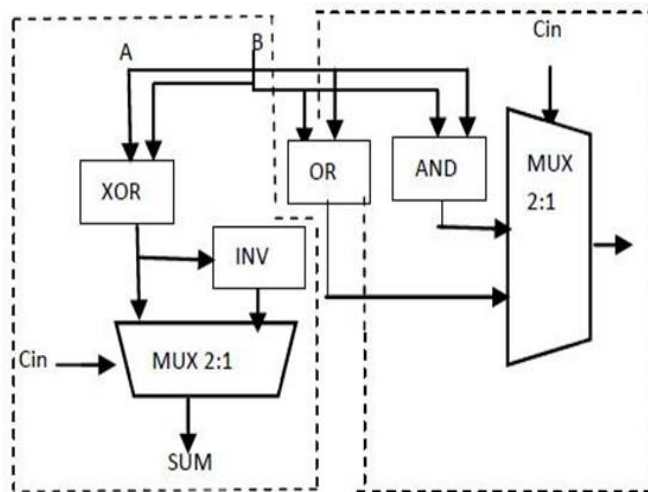 A
B
Cin
XOR
OR
AND
MUX
2:1
INV
Cin
MUX 2:1
SUM